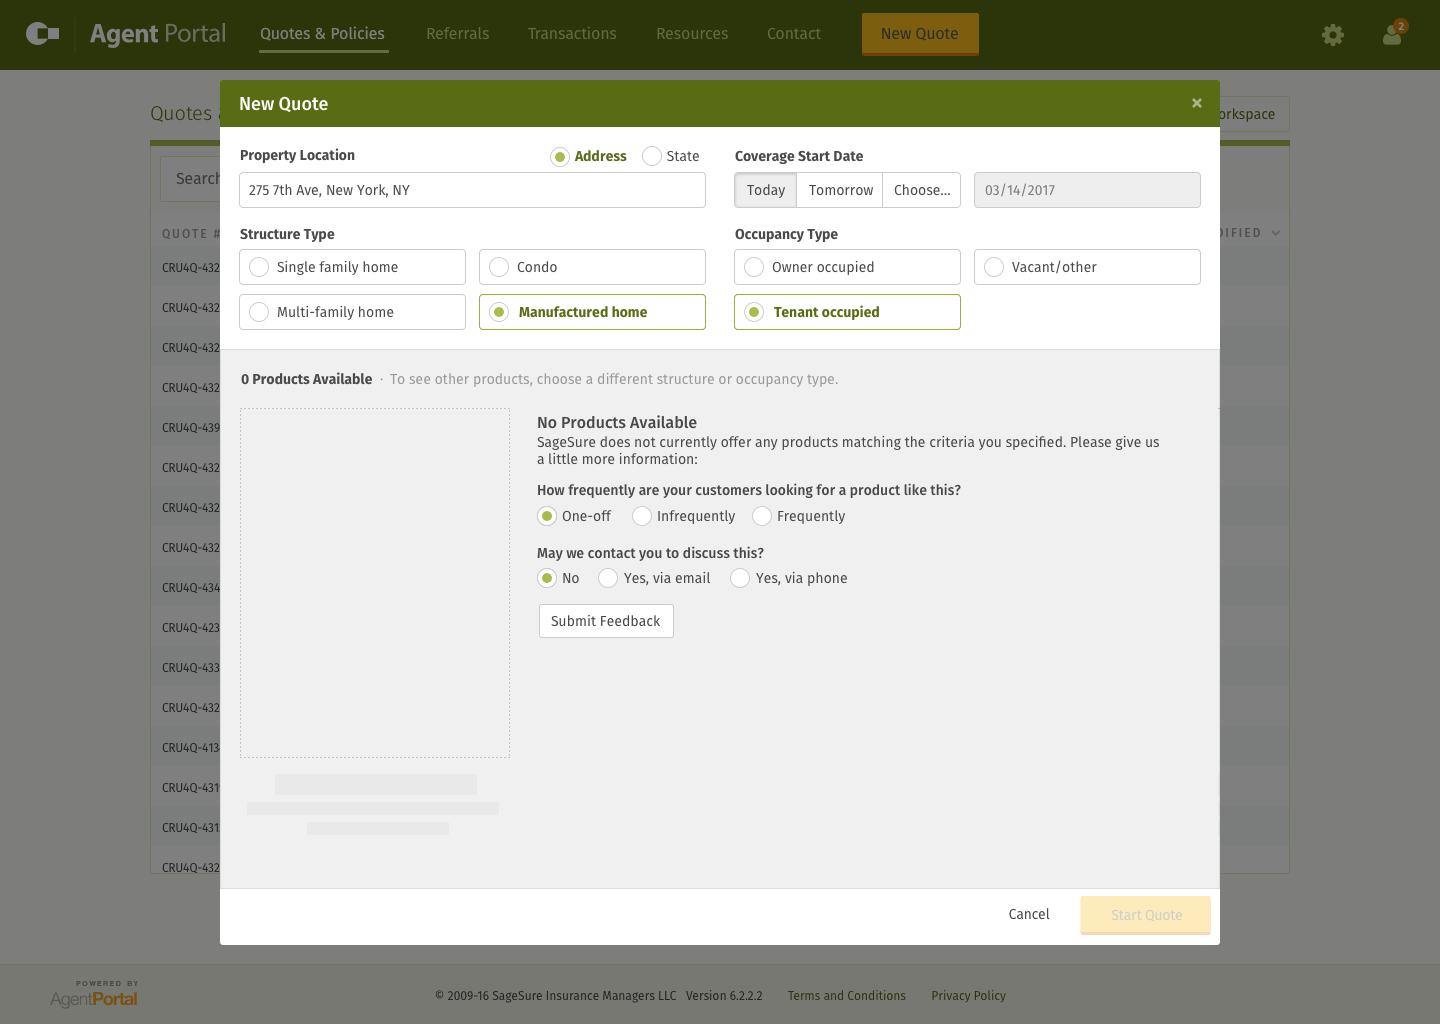 Agent Portal
Quotes & Policies
Referrals
Transactions
Resources
Contact
New Quote
2
Quotes
orkspace
New Quote
×
Search
Property Location
Address
State
Coverage Start Date
275 7th Ave, New York, NY
Today
Tomorrow
Choose...
03/14/2017
QUOTE #
DIFIED
Structure Type
Occupancy Type
Single family home
Condo
Owner occupied
Vacant/other
Multi-family home
Manufactured home
Tenant occupied
0 Products Available · To see other products, choose a different structure or occupancy type.
No Products Available
SageSure does not currently offer any products matching the criteria you specified. Please give us
a little more information:
How frequently are your customers looking for a product like this?
One-off
Infrequently
Frequently
May we contact you to discuss this?
No
Yes, via email
Yes, via phone
Submit Feedback
CRU4Q-432
CRU4Q-432
CRU4Q-432
CRU4Q-432
CRU4Q-439
CRU4Q-432
CRU4Q-432
CRU4Q-432
CRU4Q-434
CRU4Q-423
CRU4Q-433
CRU4Q-432
CRU4Q-413
CRU4Q-431
CRU4Q-431
CRU4Q-432
Cancel
Start Quote
POWERED BY
AgentPortal
© 2009-16 SageSure Insurance Managers LLC Version 6.2.2.2
Terms and Conditions
Privacy Policy